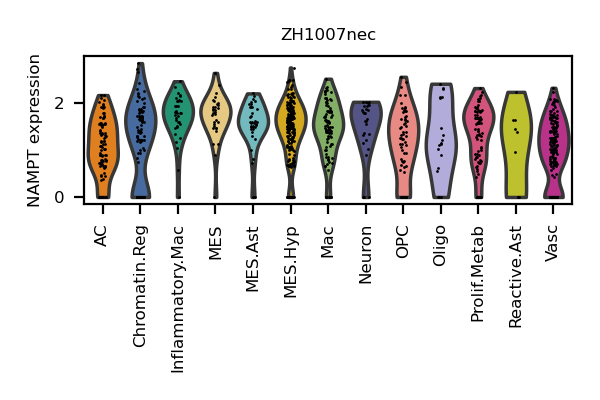 ZH1007nec
NAMPT expression
2
0
AC
Chromatin.Reg
Inflammatory.Mac
MES
MES.Ast
MES.Hyp
Mac
Neuron
OPC
Oligo
Prolif.Metab
Reactive.Ast
Vasc